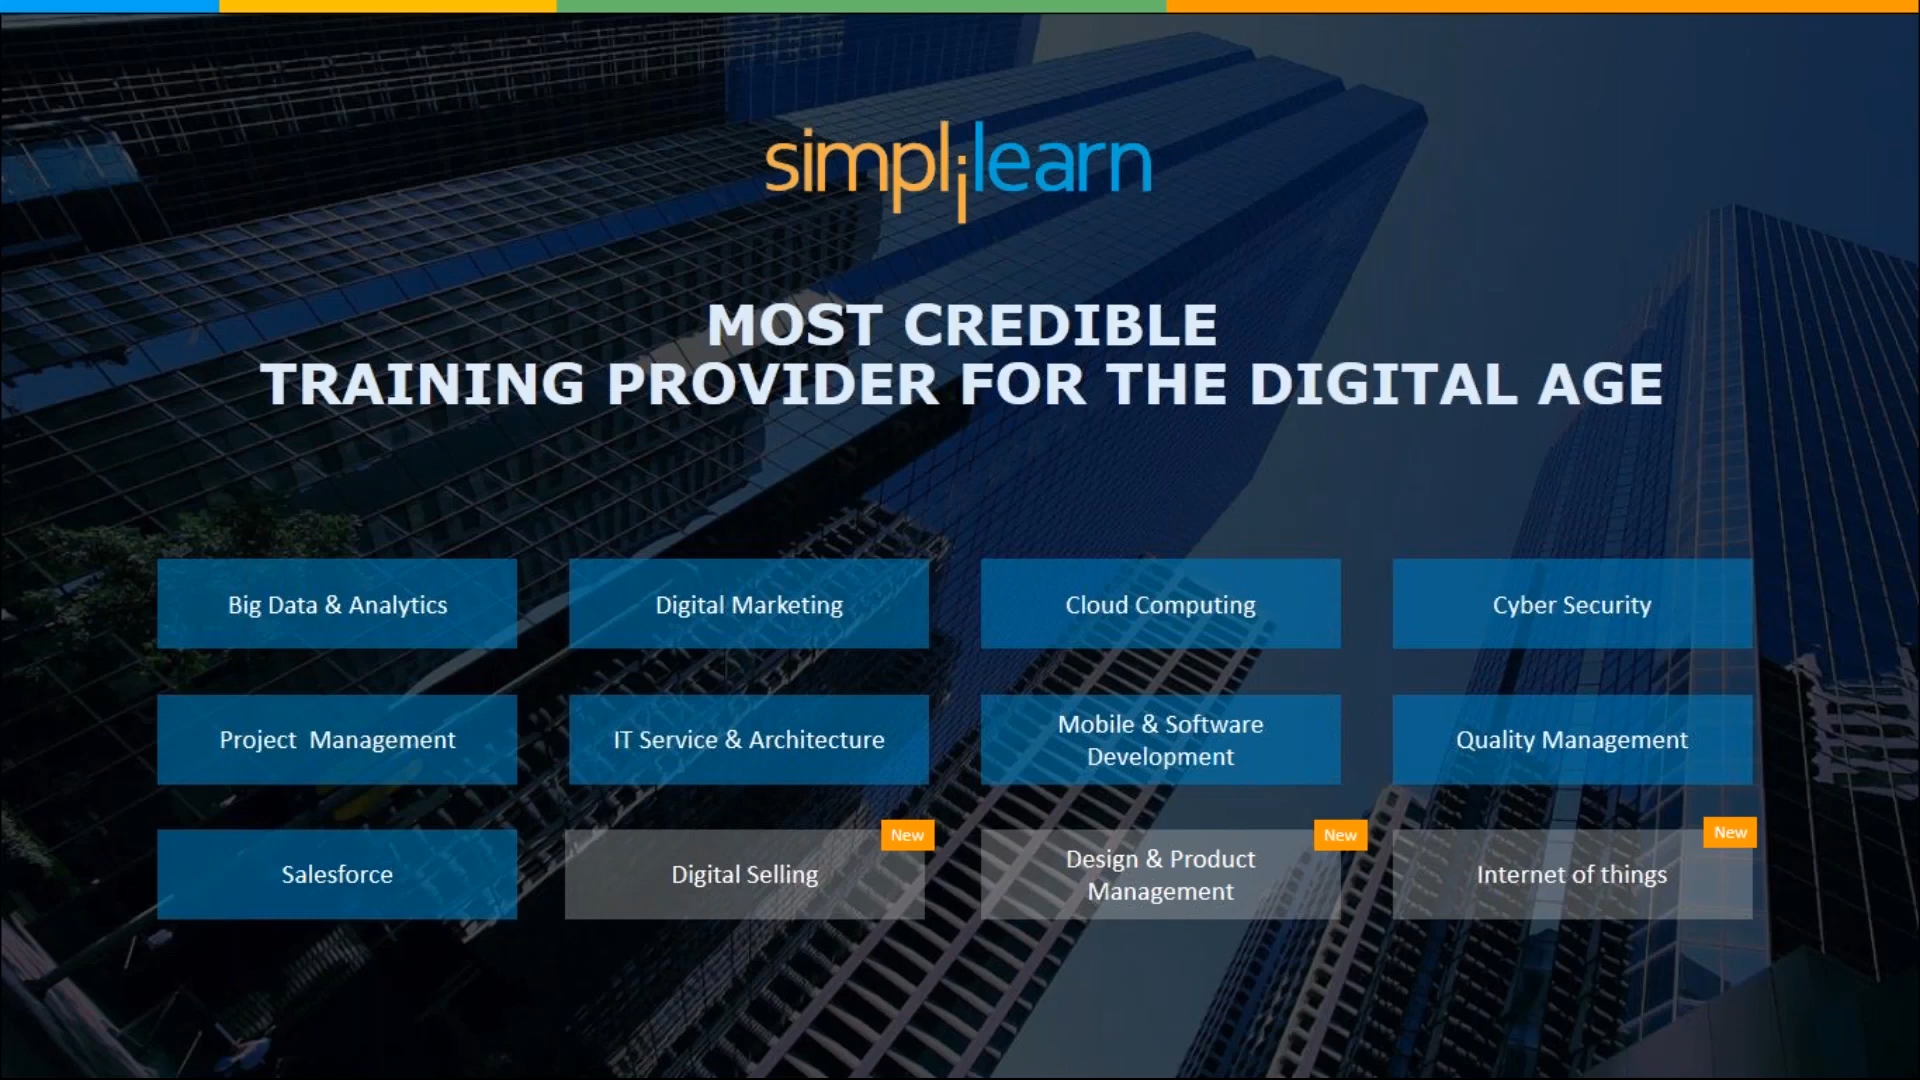 simplilearn
MOST CREDIBLE
TRAINING PROVIDER FOR THE DIGITAL AGE
Big Data & Analytics
Digital Marketing
Cloud Computing
Cyber Security
Project Management
IT Service & Architecture
Mobile & Software
Development
Quality Management
Salesforce
New
Digital Selling
New
Design & Product
Management
New
Internet of things